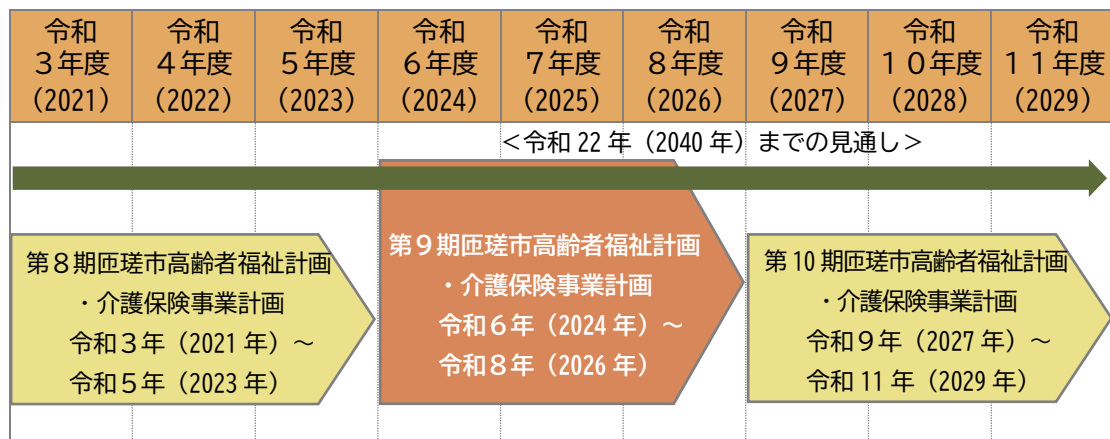 令和
３年度
(2021)
令和
４年度
(2022)
令和
５年度
(2023)
令和
６年度
(2024)
令和
７年度
(2025)
令和
８年度
(2026)
令和
９年度
(2027)
令和
１０年度
(2028)
令和
１１年度
(2029)
＜令和 22 年（2040 年）までの見通し＞
第８期匝瑳市高齢者福祉計画
・介護保険事業計画
令和３年（2021 年）～
令和５年（2023 年）
第９期匝瑳市高齢者福祉計画
・介護保険事業計画
令和６年（2024 年）～
令和８年（2026 年）
第 10 期匝瑳市高齢者福祉計画
・介護保険事業計画
令和９年（2027 年）～
令和 11 年（2029 年）